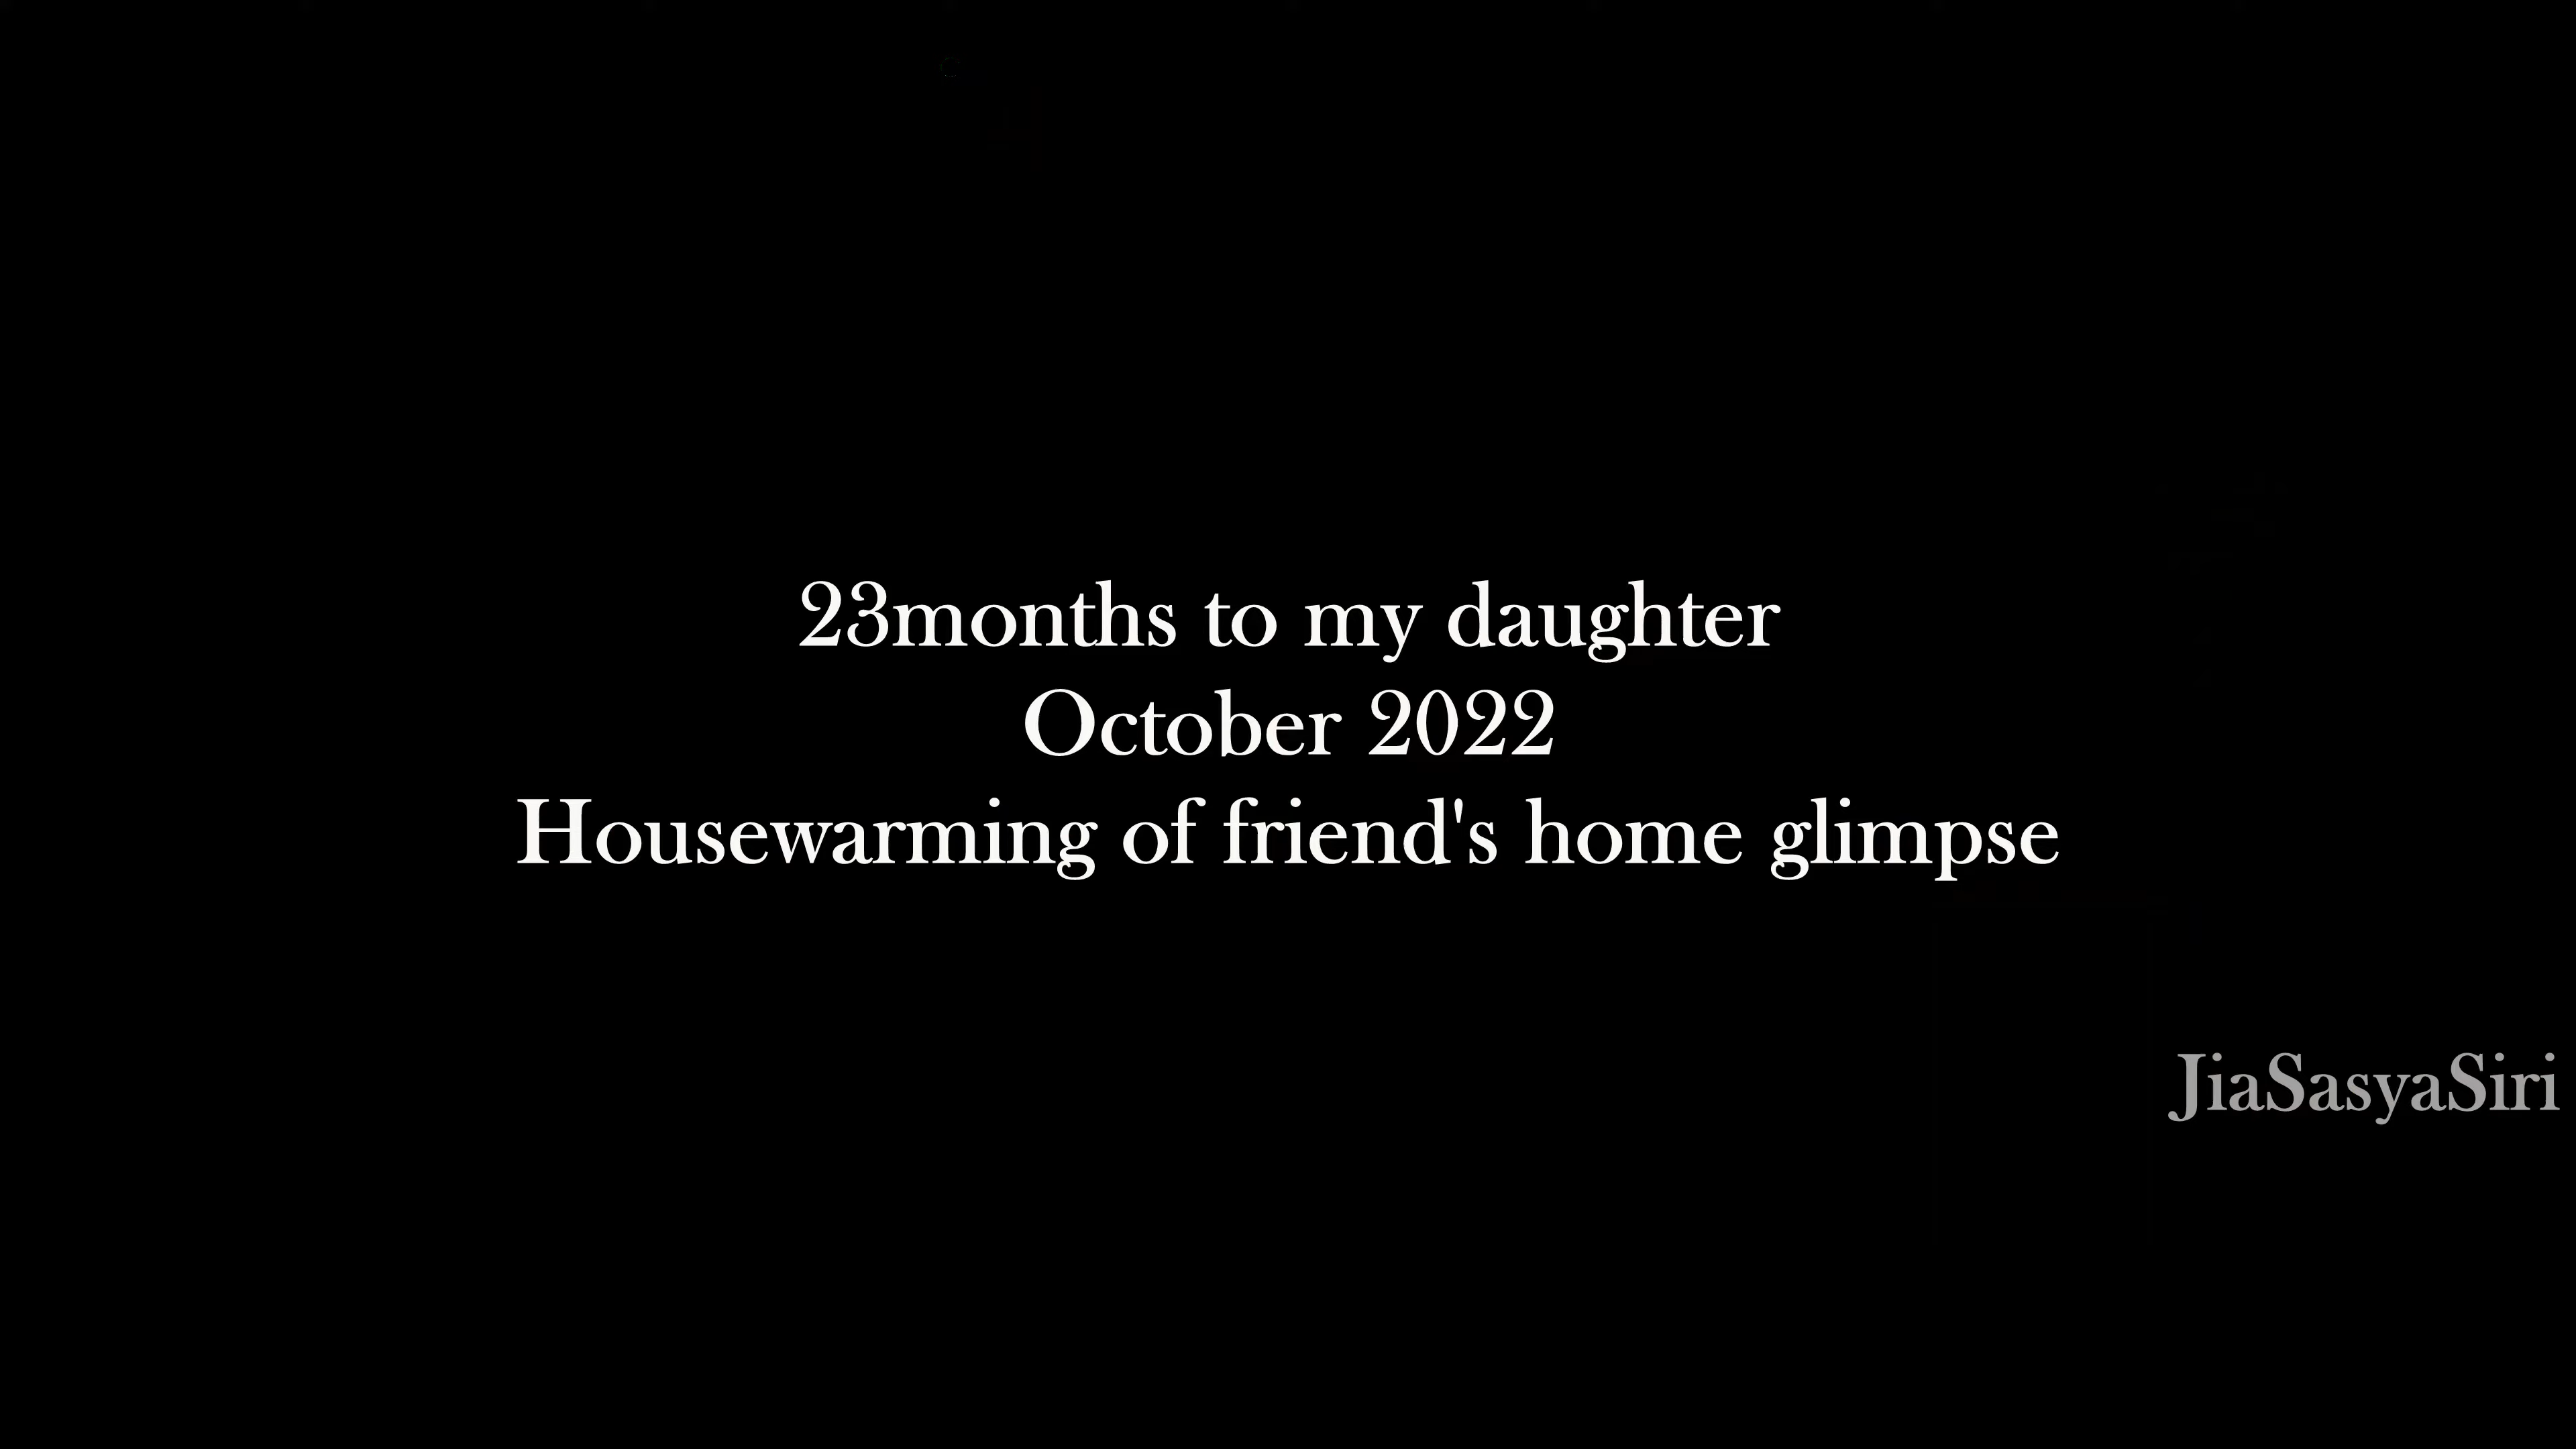 23months to my daughter
October 2022
Housewarming of friend's home glimpse
JiaSasyaSiri